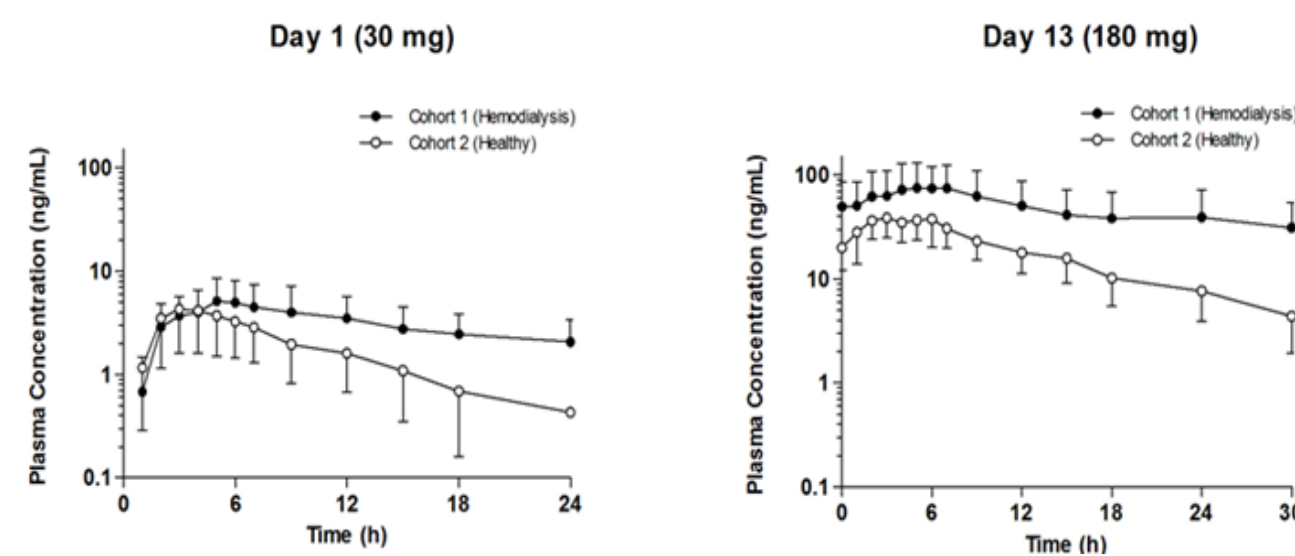 Day 1 (30 mg)
Cohort 1 (Hemodialysis)
Cohort 2 (Healthy)
Plasma Concentration (ng/mL)
100
10
1
0.1
0
6
12
18
24
Time (h)
Day 13 (180 mg)
Cohort 1 (Hemodialysis)
Cohort 2 (Healthy)
Plasma Concentration (ng/mL)
100
10
1
0.1
0
6
12
18
24
30
Time (h)